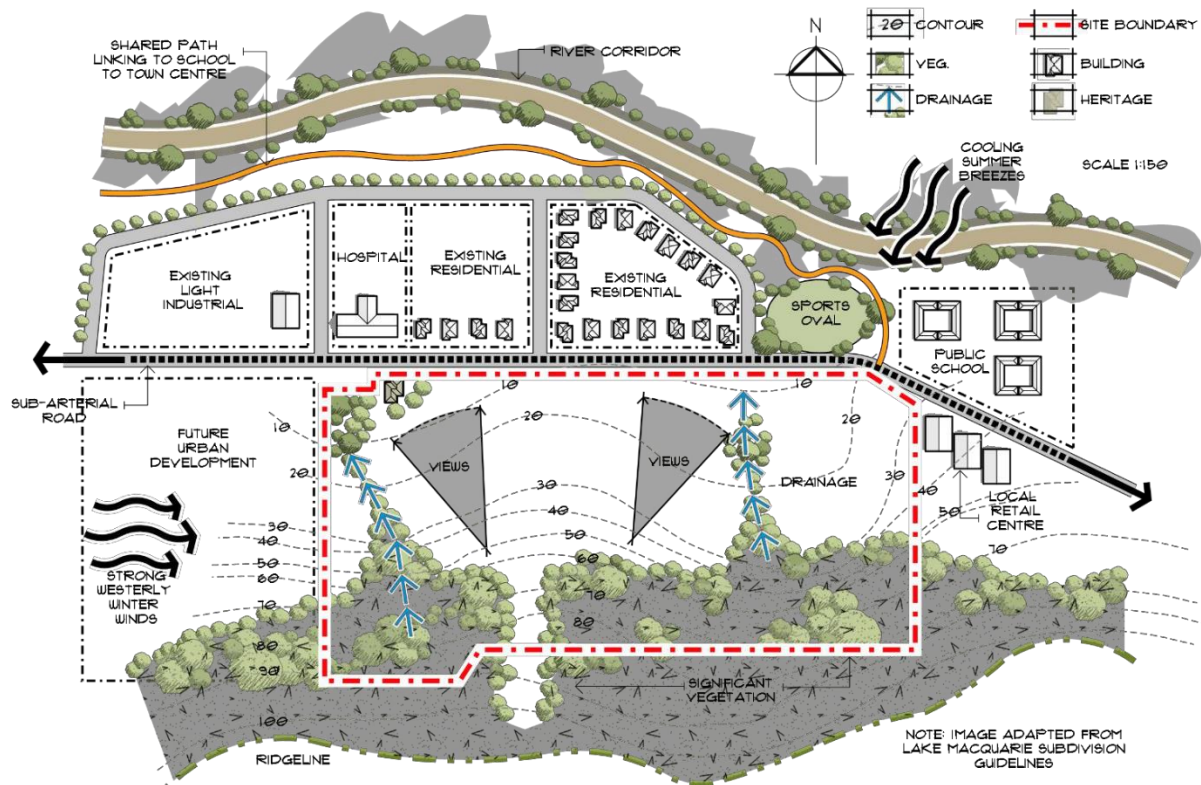 SHARED PATH
LINKING TO SCHOOL
TO TOWN CENTRE
RIVER CORRIDOR
N
20
CONTOUR
SITE BOUNDARY
VEG.
BUILDING
DRAINAGE
HERITAGE
COOLING
SUMMER
BREEZES
SCALE 1:150
EXISTING
LIGHT
INDUSTRIAL
HOSPITAL
EXISTING
RESIDENTIAL
EXISTING
RESIDENTIAL
SPORTS
OVAL
PUBLIC
SCHOOL
SUB-ARTERIAL
ROAD
FUTURE
URBAN
DEVELOPMENT
STRONG
WESTERLY
WINTER
WINDS
VIEWS
VIEWS
DRAINAGE
LOCAL
RETAIL
CENTRE
10
20
30
40
50
60
70
80
90
100
10
20
30
40
50
60
70
80
10
20
30
40
50
70
SIGNIFICANT
VEGETATION
RIDGELINE
NOTE: IMAGE ADAPTED FROM
LAKE MACQUARIE SUBDIVISION
GUIDELINES